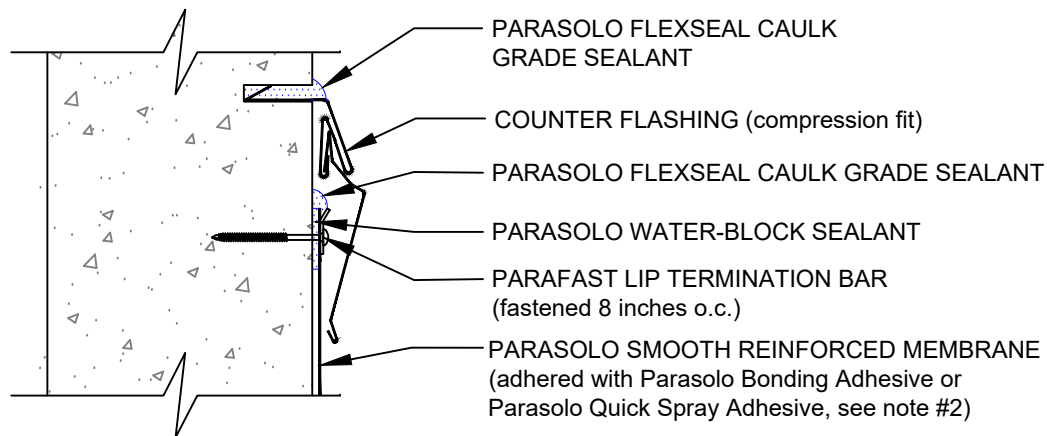 PARASOLO FLEXSEAL CAULK
GRADE SEALANT
COUNTER FLASHING (compression fit)
PARASOLO FLEXSEAL CAULK GRADE SEALANT
PARASOLO WATER-BLOCK SEALANT
PARAFAST LIP TERMINATION BAR
(fastened 8 inches o.c.)
PARASOLO SMOOTH REINFORCED MEMBRANE
(adhered with Parasolo Bonding Adhesive or
Parasolo Quick Spray Adhesive, see note #2)